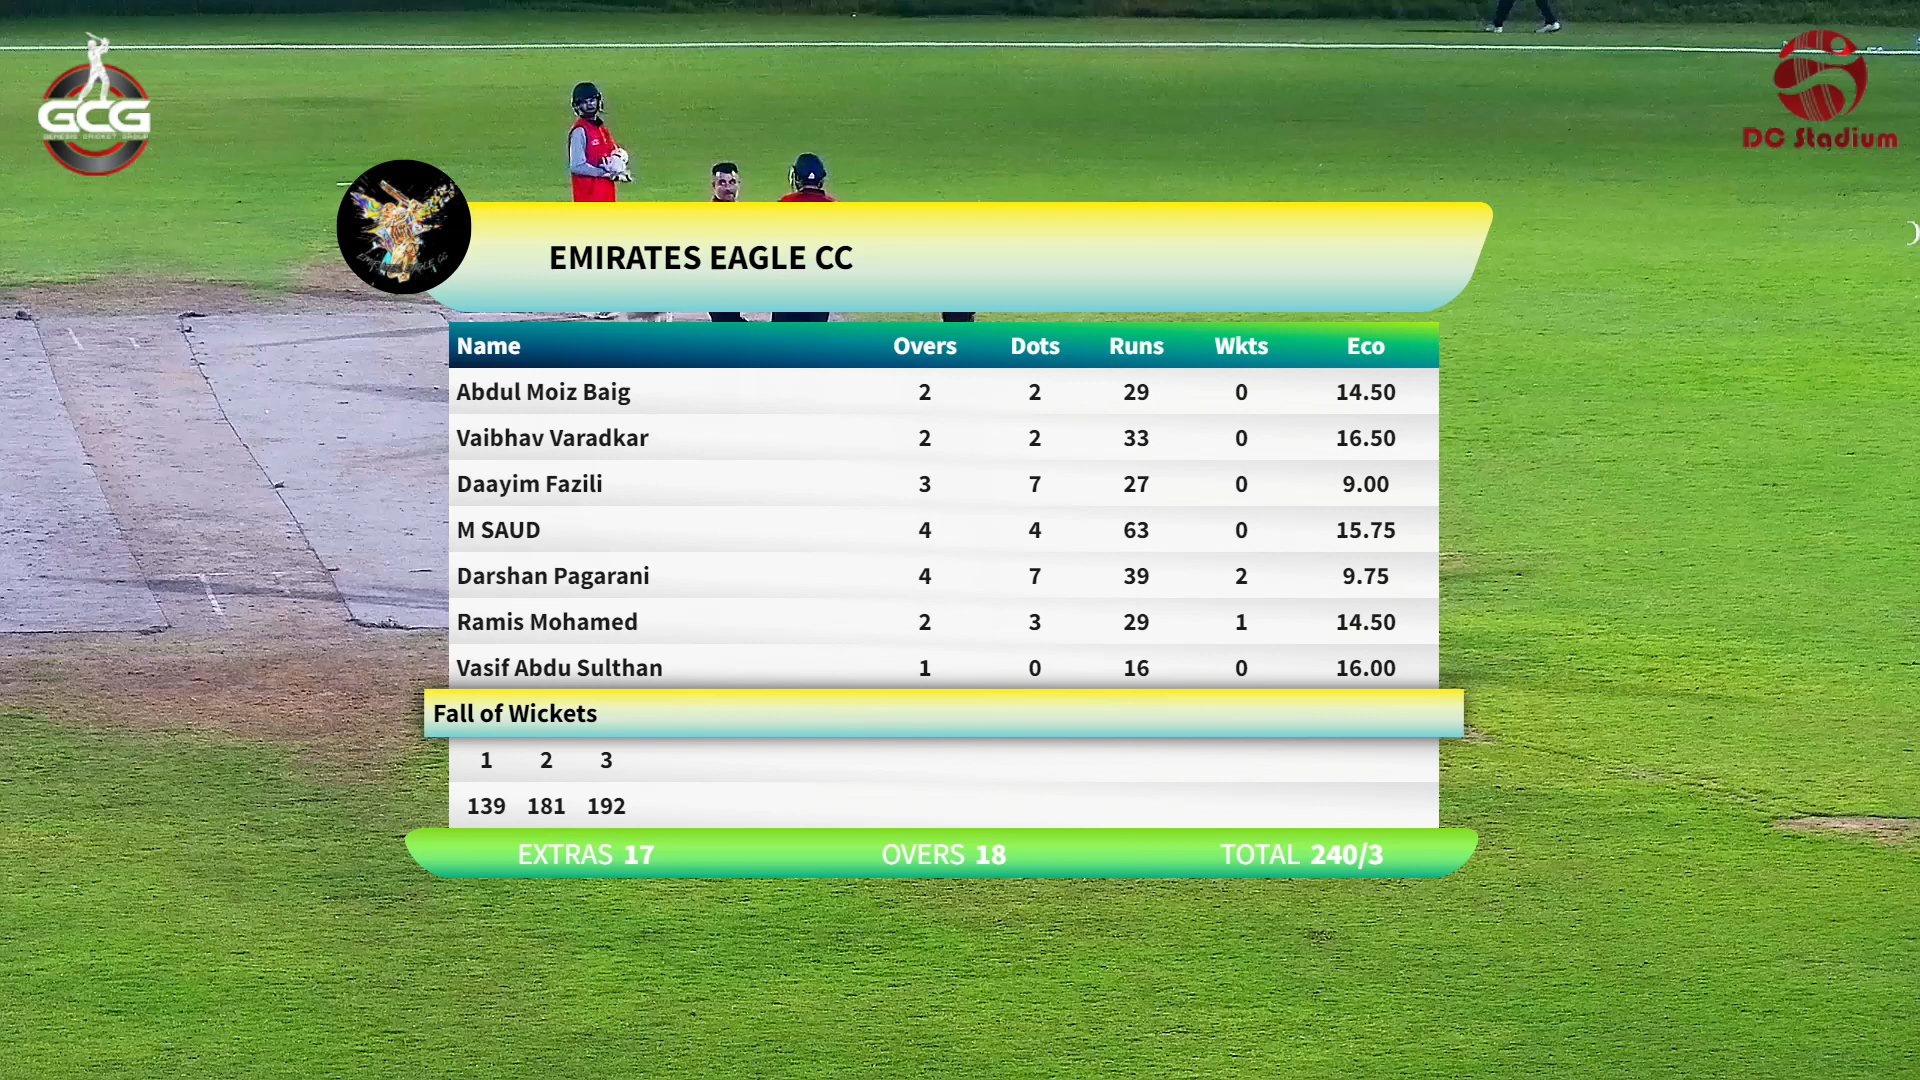 GCG
GENESIS CRICKET GROUP
DC Stadium
EMIRATES EAGLE CC
Name Overs Dots Runs Wkts Eco
Abdul Moiz Baig 2 2 29 0 14.50
Vaibhav Varadkar 2 2 33 0 16.50
Daayim Fazili 3 7 27 0 9.00
M SAUD 4 4 63 0 15.75
Darshan Pagarani 4 7 39 2 9.75
Ramis Mohamed 2 3 29 1 14.50
Vasif Abdu Sulthan 1 0 16 0 16.00
Fall of Wickets
1 2 3
139 181 192
EXTRAS 17 OVERS 18 TOTAL 240/3